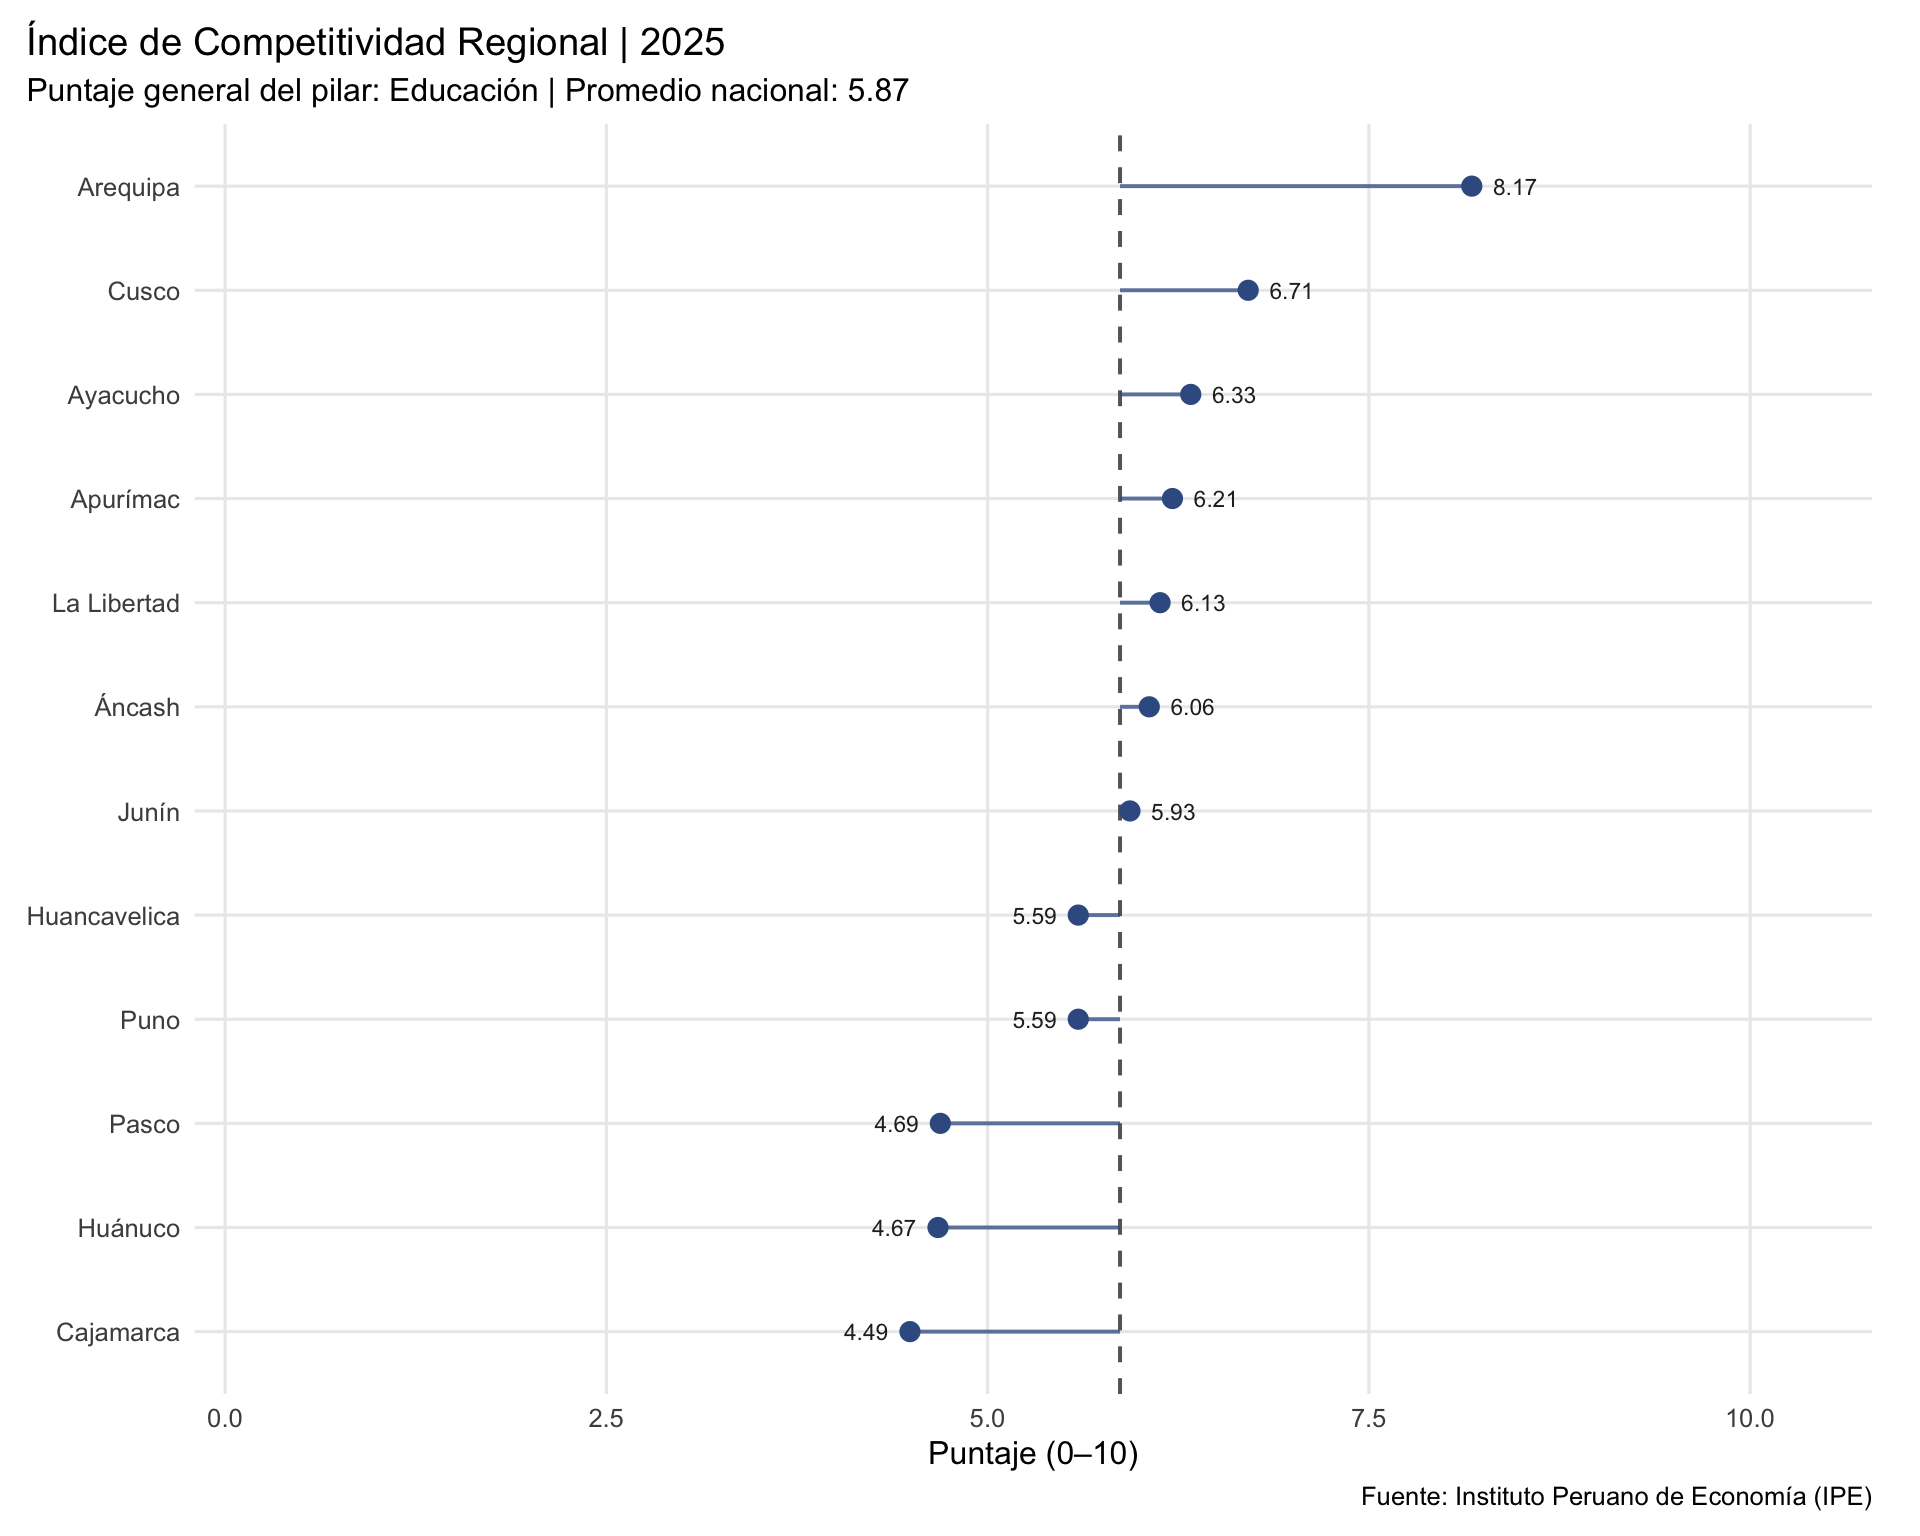 Índice de Competitividad Regional | 2025
Puntaje general del pilar: Educación | Promedio nacional: 5.87
Arequipa 8.17
Cusco 6.71
Ayacucho 6.33
Apurímac 6.21
La Libertad 6.13
Áncash 6.06
Junín 5.93
Huancavelica 5.59
Puno 5.59
Pasco 4.69
Huánuco 4.67
Cajamarca 4.49
0.0 2.5 5.0 7.5 10.0
Puntaje (0–10)
Fuente: Instituto Peruano de Economía (IPE)